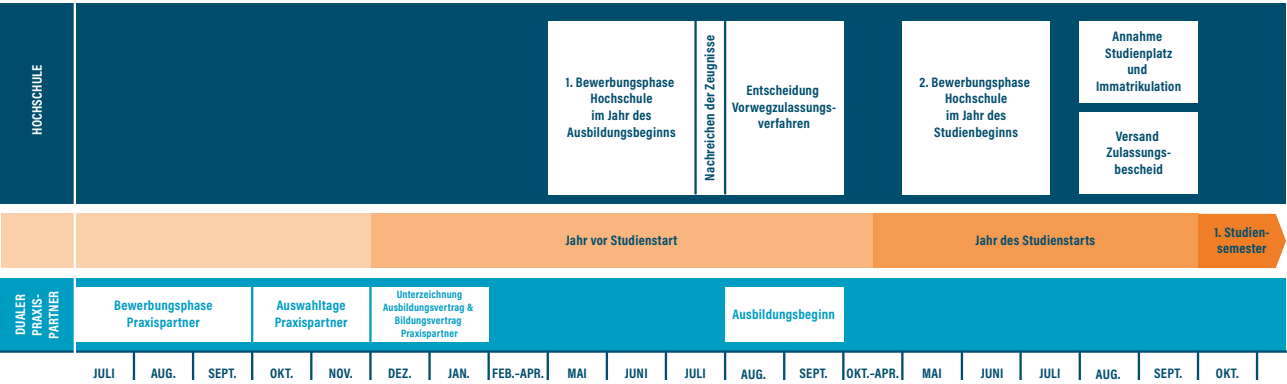 HOCHSCHULE
1. Bewerbungsphase
Hochschule
im Jahr des
Ausbildungsbeginns
Nachreichen der Zeugnisse
Entscheidung
Vorwegzulassungs-
verfahren
2. Bewerbungsphase
Hochschule
im Jahr des
Studienbeginns
Annahme
Studienplatz
und
Immatrikulation
Versand
Zulassungs-
bescheid
Jahr vor Studienstart
Jahr des Studienstarts
1. Studien-
semester
DUALER
PRAXIS-
PARTNER
Bewerbungsphase
Praxispartner
Auswahltage
Praxispartner
Unterzeichnung
Ausbildungsvertrag &
Bildungsvertrag
Praxispartner
Ausbildungsbeginn
JULI AUG. SEPT. OKT. NOV. DEZ. JAN. FEB.-APR. MAI JUNI JULI AUG. SEPT. OKT.-APR. MAI JUNI JULI AUG. SEPT. OKT.